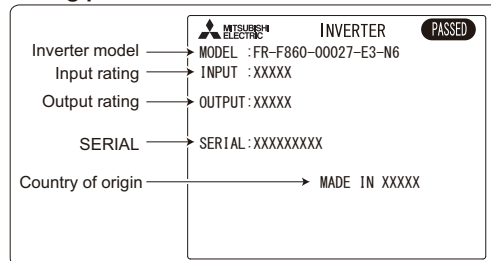 MITSUBISHI
ELECTRIC
INVERTER
PASSED
Inverter model
MODEL :FR-F860-00027-E3-N6
Input rating
INPUT :XXXXX
Output rating
OUTPUT:XXXXX
SERIAL
SERIAL:XXXXXXXXX
Country of origin
MADE IN XXXXX